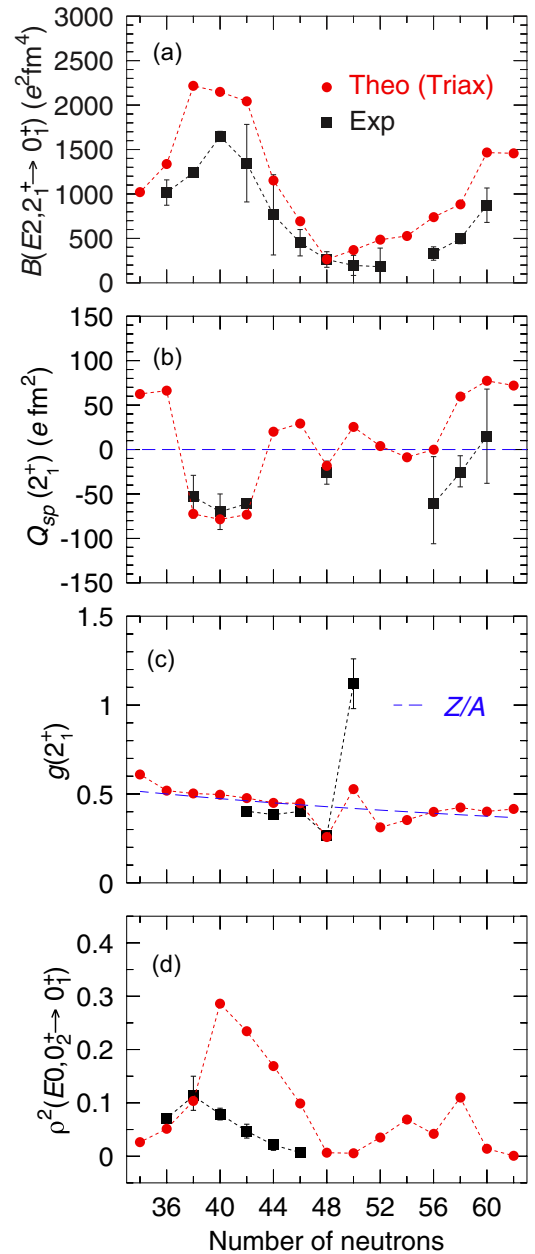 (a)
B(E2,2₁⁺→ 0₁⁺) (e²fm⁴)
3000
2500
2000
1500
1000
500
0
Theo (Triax)
Exp
(b)
Qsp (2₁⁺) (e fm²)
150
100
50
0
-50
-100
-150
(c)
g(2₁⁺)
1.5
1
0.5
0
Z/A
(d)
ρ²(E0,0₂⁺→ 0₁⁺)
0.4
0.3
0.2
0.1
0
36 40 44 48 52 56 60
Number of neutrons